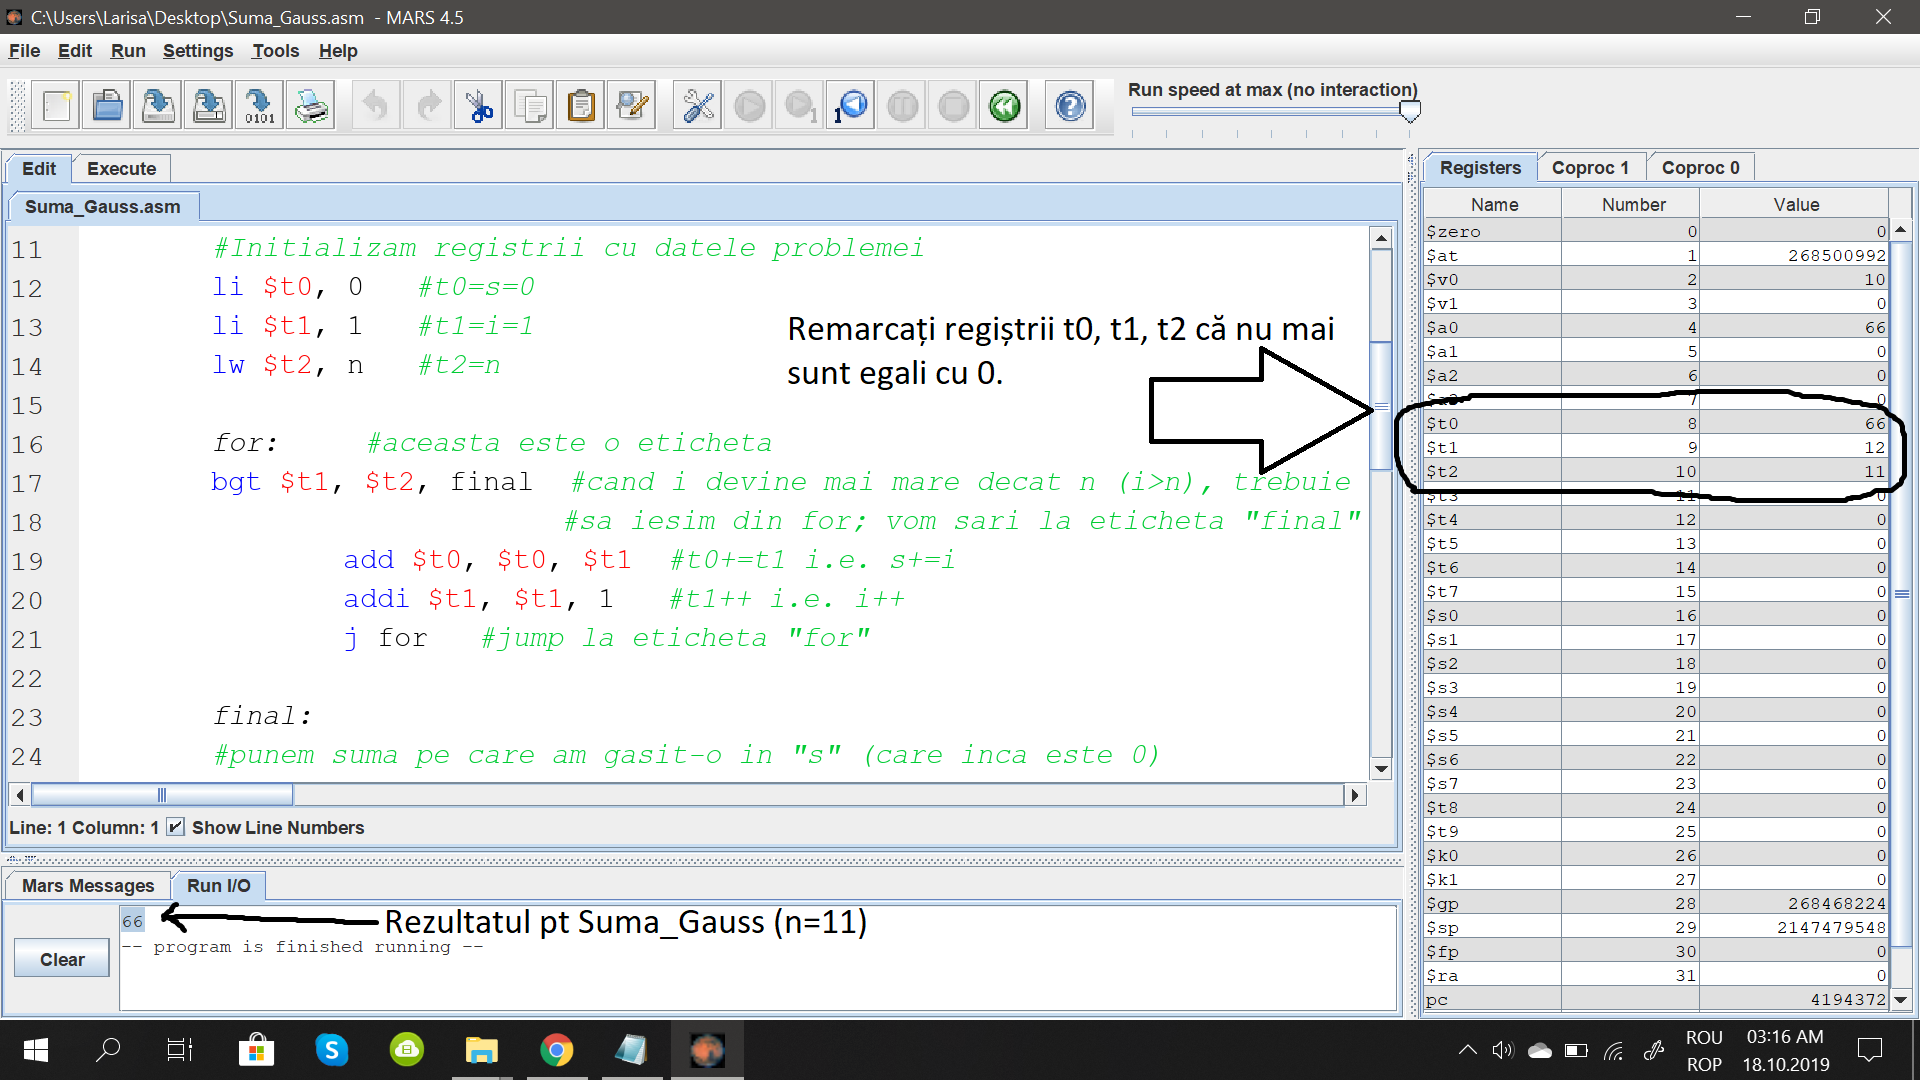 C:\Users\Larisa\Desktop\Suma_Gauss.asm - MARS 4.5
File Edit Run Settings Tools Help
0101
1
1
Run speed at max (no interaction)
Edit Execute
Suma_Gauss.asm
11 #Initializam registrii cu datele problemei
12 li $t0, 0 #t0=s=0
13 li $t1, 1 #t1=i=1
14 lw $t2, n #t2=n
15
16 for: #aceasta este o eticheta
17 bgt $t1, $t2, final #cand i devine mai mare decat n (i>n), trebuie
18 #sa iesim din for; vom sari la eticheta "final"
19 add $t0, $t0, $t1 #t0+=t1 i.e. s+=i
20 addi $t1, $t1, 1 #t1++ i.e. i++
21 j for #jump la eticheta "for"
22
23 final:
24 #punem suma pe care am gasit-o in "s" (care inca este 0)
Remarcați regiștrii t0, t1, t2 că nu mai
sunt egali cu 0.
Line: 1 Column: 1 Show Line Numbers
Mars Messages Run I/O
Clear
66
Rezultatul pt Suma_Gauss (n=11)
-- program is finished running --
Registers Coproc 1 Coproc 0
Name Number Value
$zero 0 0
$at 1 268500992
$v0 2 10
$v1 3 0
$a0 4 66
$a1 5 0
$a2 6 0
$a3 7 0
$t0 8 66
$t1 9 12
$t2 10 11
$t3 11 0
$t4 12 0
$t5 13 0
$t6 14 0
$t7 15 0
$s0 16 0
$s1 17 0
$s2 18 0
$s3 19 0
$s4 20 0
$s5 21 0
$s6 22 0
$s7 23 0
$t8 24 0
$t9 25 0
$k0 26 0
$k1 27 0
$gp 28 268468224
$sp 29 2147479548
$fp 30 0
$ra 31 0
pc 4194372
ROU 03:16 AM
ROP 18.10.2019